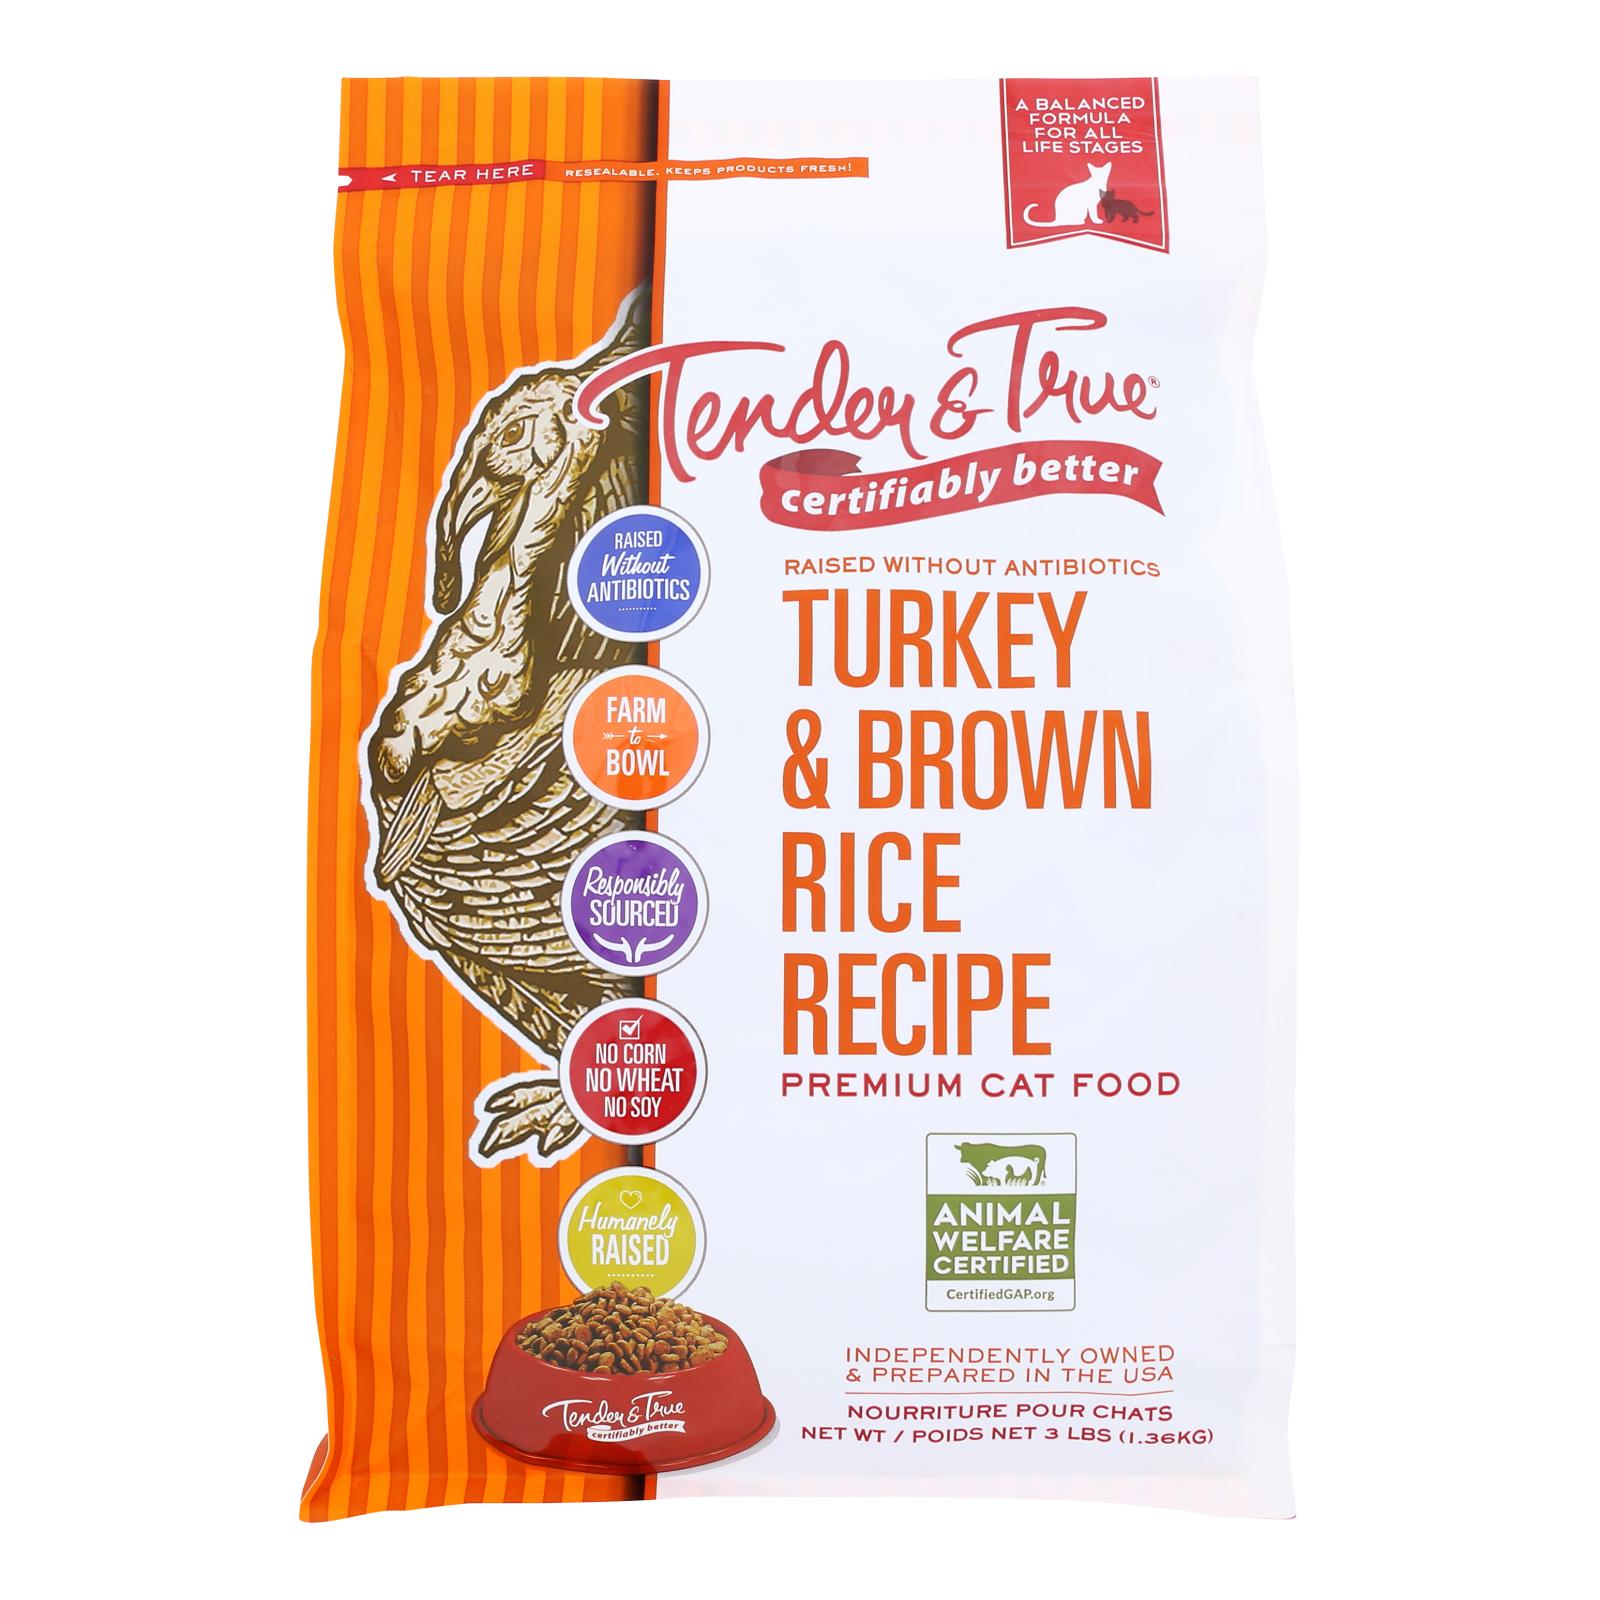 A BALANCED
FORMULA
FOR ALL
LIFE STAGES
TEAR HERE
RESEALABLE. KEEPS PRODUCTS FRESH!
Tender & True®
certifiably better
RAISED
Without
ANTIBIOTICS
FARM
to
BOWL
Responsibly
SOURCED
NO CORN
NO WHEAT
NO SOY
Humanely
RAISED
RAISED WITHOUT ANTIBIOTICS
TURKEY
& BROWN
RICE
RECIPE
PREMIUM CAT FOOD
ANIMAL
WELFARE
CERTIFIED
CertifiedGAP.org
INDEPENDENTLY OWNED
& PREPARED IN THE USA
NOURRITURE POUR CHATS
NET WT / POIDS NET 3 LBS (1.36KG)
Tender & True
certifiably better